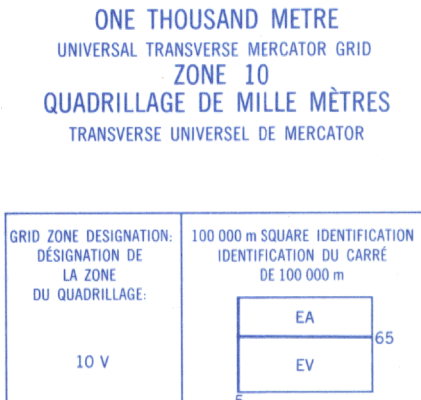 ONE THOUSAND METRE
UNIVERSAL TRANSVERSE MERCATOR GRID
ZONE 10
QUADRILLAGE DE MILLE MÈTRES
TRANSVERSE UNIVERSEL DE MERCATOR
GRID ZONE DESIGNATION:
DÉSIGNATION DE
LA ZONE
DU QUADRILLAGE:
10 V
100 000 m SQUARE IDENTIFICATION
IDENTIFICATION DU CARRÉ
DE 100 000 m
EA
65
EV